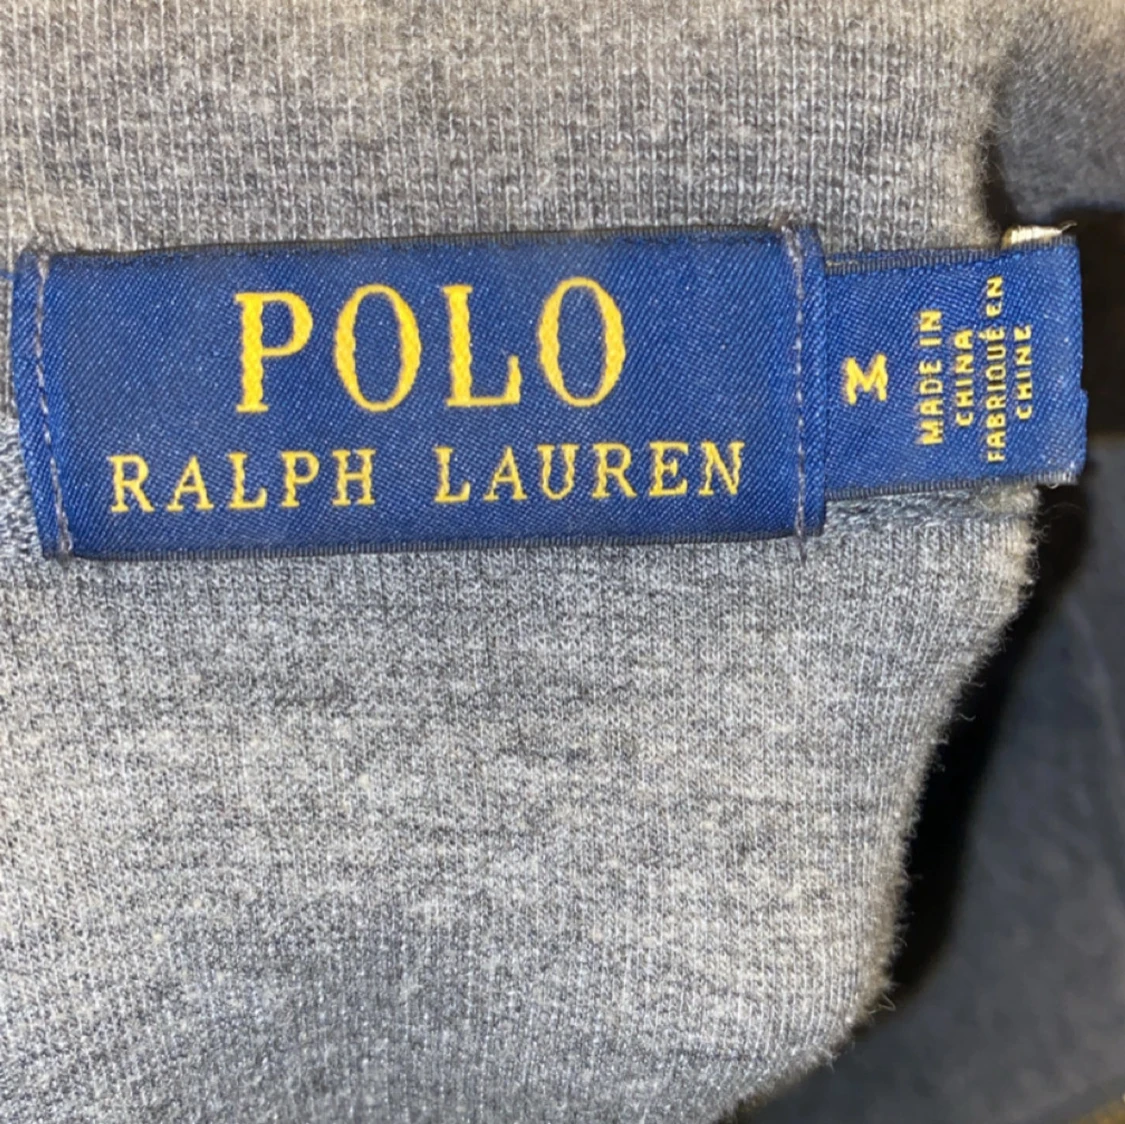 POLO
RALPH LAUREN
M
MADE IN
CHINA
FABRIQUÉ EN
CHINE